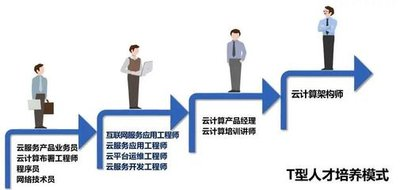 云服务产品业务员
云计算布署工程师
程序员
网络技术员
互联网服务应用工程师
云服务应用工程师
云平台运维工程师
云服务开发工程师
云计算产品经理
云计算培训讲师
云计算架构师
T型人才培养模式